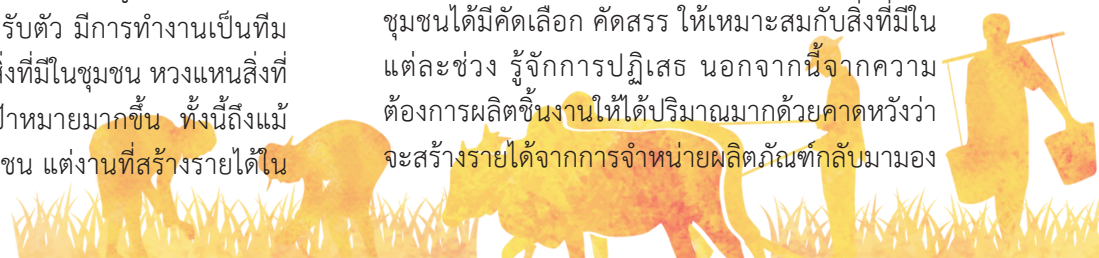 รับตัว มีการทำงานเป็นทีม
สิ่งที่มีในชุมชน หวงแหนสิ่งที่
ป้าหมายมากขึ้น ทั้งนี้ถึงแม้
ชน แต่งานที่สร้างรายได้ใน
ชุมชนได้มีคัดเลือก คัดสรร ให้เหมาะสมกับสิ่งที่มีใน
แต่ละช่วง รู้จักการปฏิเสธ นอกจากนี้จากความ
ต้องการผลิตชิ้นงานให้ได้ปริมาณมากด้วยคาดหวังว่า
จะสร้างรายได้จากการจำหน่ายผลิตภัณฑ์กลับมามอง